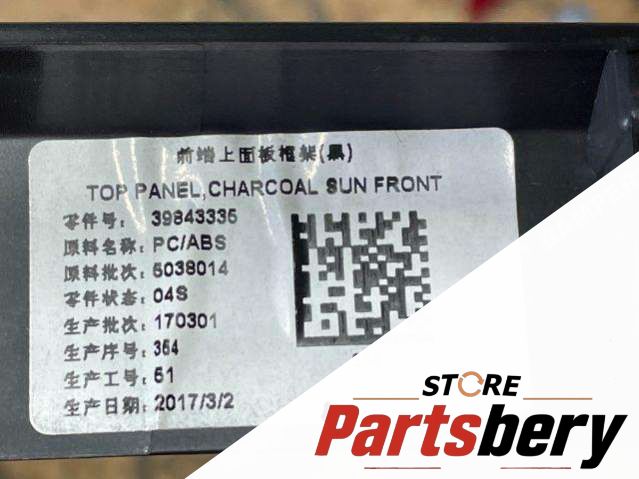 前端上面板框架(黑)
TOP PANEL,CHARCOAL SUN FRONT
零件号: 39843335
原料名称: PC/ABS
原料批次: 5038014
零件状态: 04S
生产批次: 170301
生产序号: 354
生产工号: 51
生产日期: 2017/3/2
STORE
Partsbery